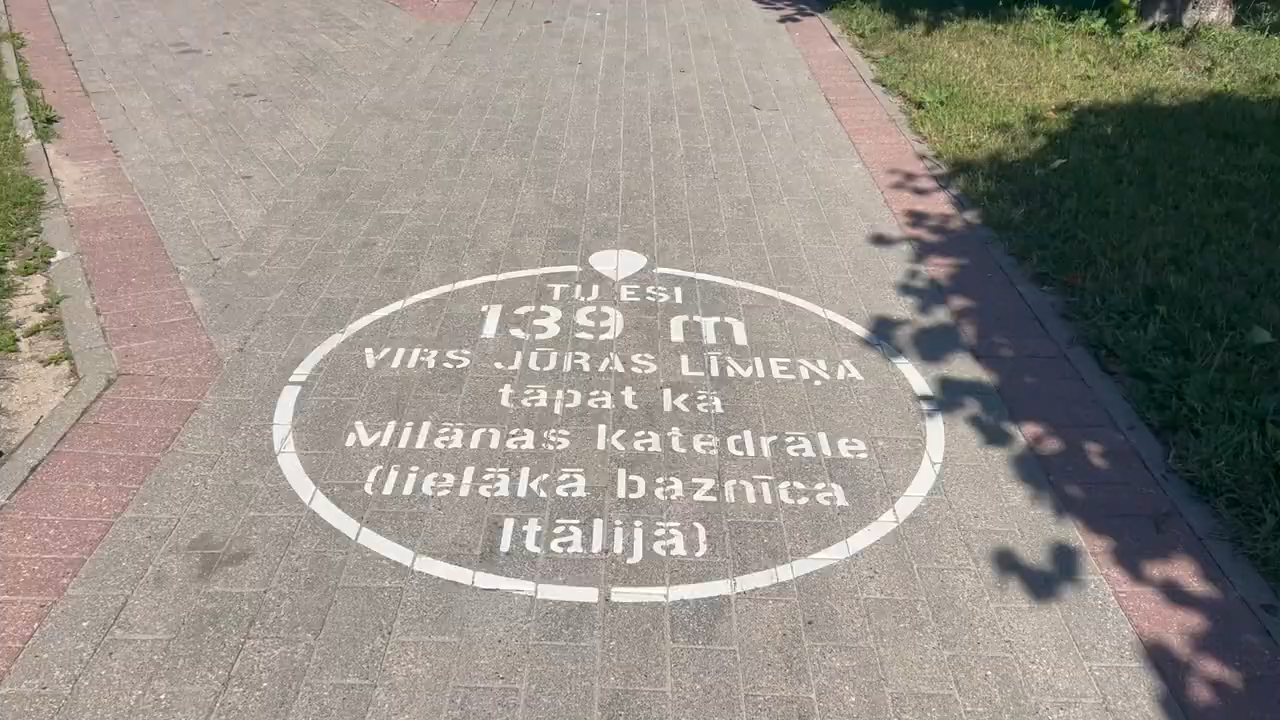 TU ESI
139 m
VIRS JŪRAS LĪMEŅA
tāpat kā
Milānas katedrāle
(lielākā baznīca
Itālijā)